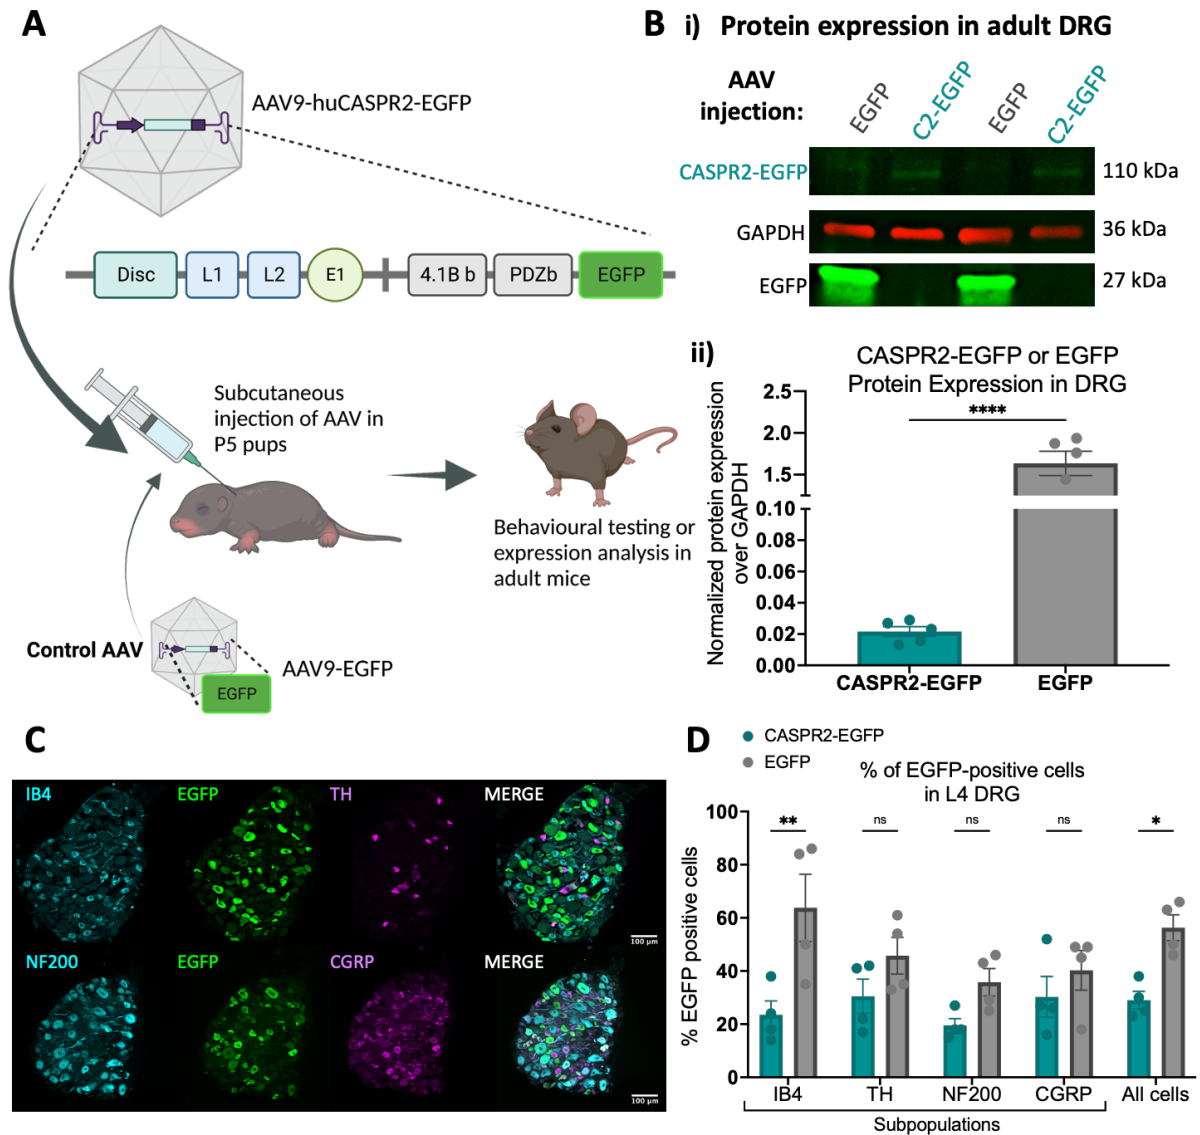 A
AAV9-huCASPR2-EGFP
Disc L1 L2 E1 4.1B b PDZb EGFP
Subcutaneous
injection of AAV in
P5 pups
Behavioural testing or
expression analysis in
adult mice
Control AAV
AAV9-EGFP
EGFP
B i) Protein expression in adult DRG
AAV
injection:
EGFP C2-EGFP EGFP C2-EGFP
CASPR2-EGFP 110 kDa
GAPDH 36 kDa
EGFP 27 kDa
ii)
CASPR2-EGFP or EGFP
Protein Expression in DRG
****
Normalized protein expression
over GAPDH
2.5
2.0
1.5
0.10
0.08
0.06
0.04
0.02
0.00
CASPR2-EGFP EGFP
C
IB4 EGFP TH MERGE
100 µm
NF200 EGFP CGRP MERGE
100 µm
D
CASPR2-EGFP
EGFP
% of EGFP-positive cells
in L4 DRG
% EGFP positive cells
100
80
60
40
20
0
** ns ns ns *
IB4 TH NF200 CGRP All cells
Subpopulations